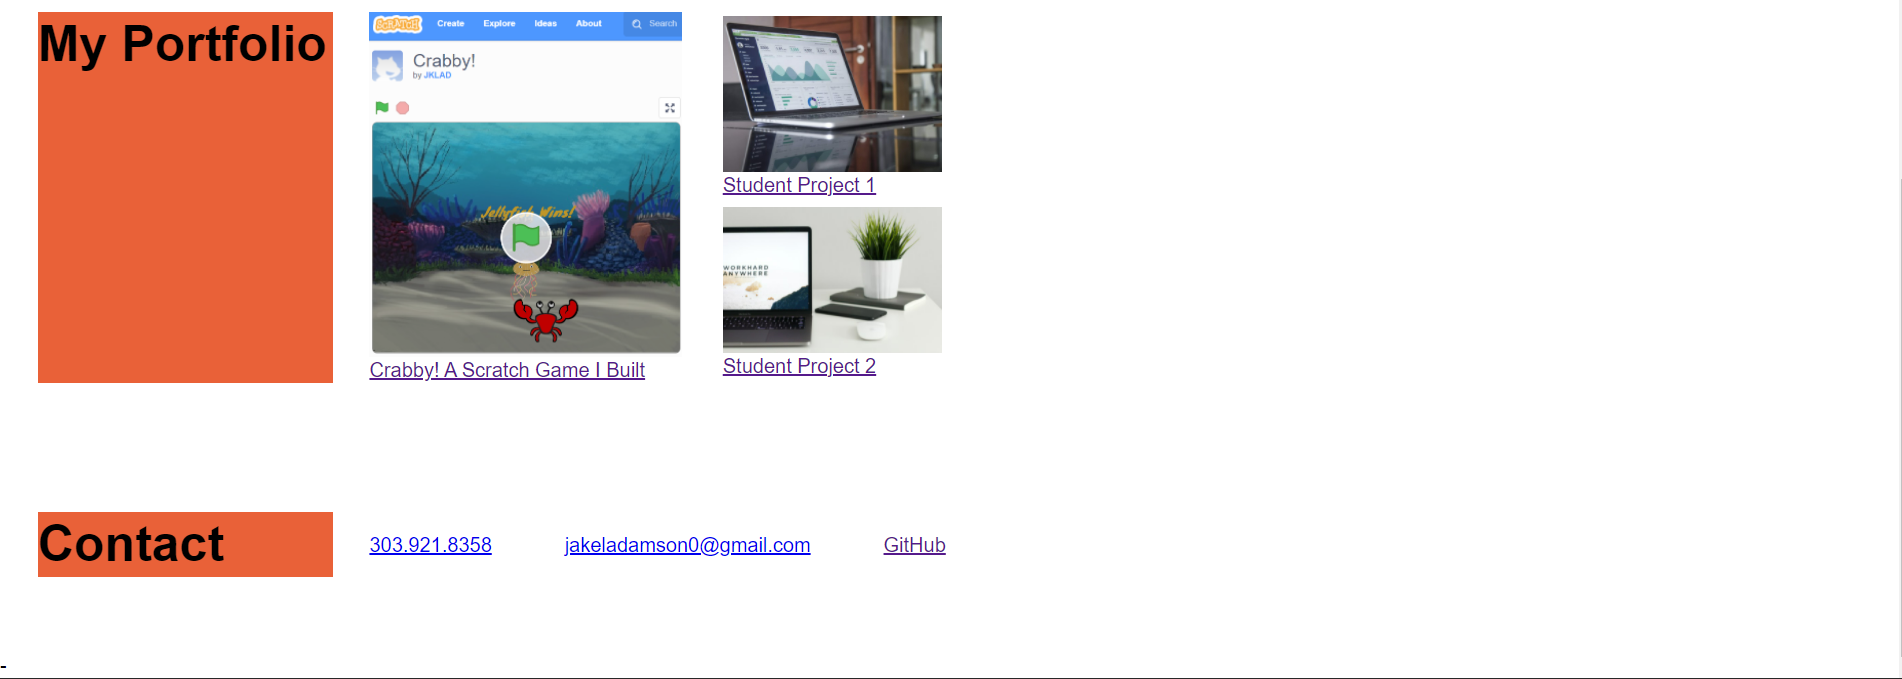 My Portfolio
SCRATCH Create Explore Ideas About Search
Crabby!
by JKLAD
Jellyfish Wins!
Crabby! A Scratch Game I Built
Student Project 1
WORKHARD
ANYWHERE
Student Project 2
Contact
303.921.8358 jakeladamson0@gmail.com GitHub
-